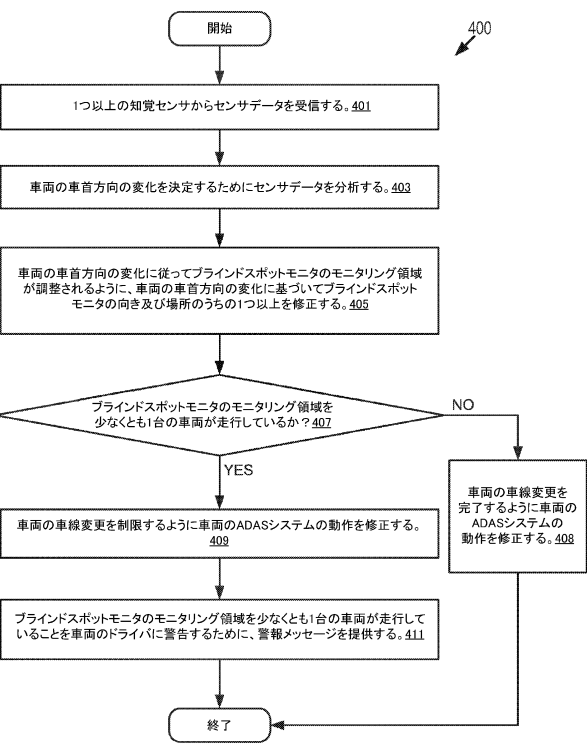 400
開始
1つ以上の知覚センサからセンサデータを受信する。401
車両の車首方向の変化を決定するためにセンサデータを分析する。403
車両の車首方向の変化に従ってブラインドスポットモニタのモニタリング領域
が調整されるように、車両の車首方向の変化に基づいてブラインドスポット
モニタの向き及び場所のうちの1つ以上を修正する。405
ブラインドスポットモニタのモニタリング領域を
少なくとも1台の車両が走行しているか？407
NO
YES
車両の車線変更を
完了するように車両の
ADASシステムの
動作を修正する。408
車両の車線変更を制限するように車両のADASシステムの動作を修正する。
409
ブラインドスポットモニタのモニタリング領域を少なくとも1台の車両が走行して
いることを車両のドライバに警告するために、警報メッセージを提供する。411
終了